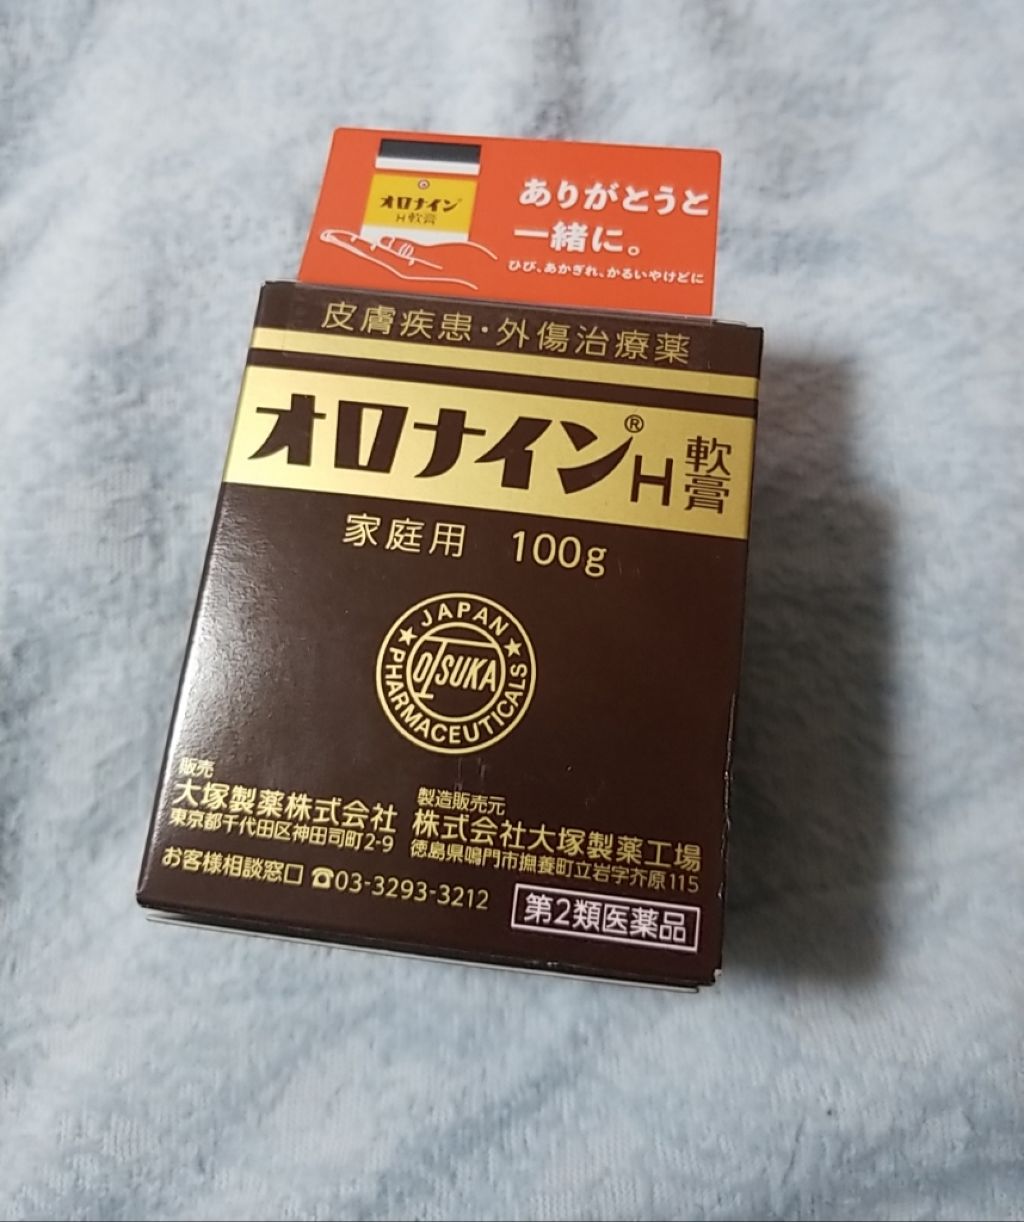 オロナイン
H軟膏
ありがとうと
一緒に。
ひび、あかぎれ、かるいやけどに
皮膚疾患・外傷治療薬
オロナイン®H軟膏
家庭用 100g
JAPAN
OTSUKA
PHARMACEUTICALS
販売
大塚製薬株式会社
東京都千代田区神田司町2-9
製造販売元
株式会社大塚製薬工場
徳島県鳴門市撫養町立岩字芥原115
お客様相談窓口 ☎03-3293-3212
第2類医薬品